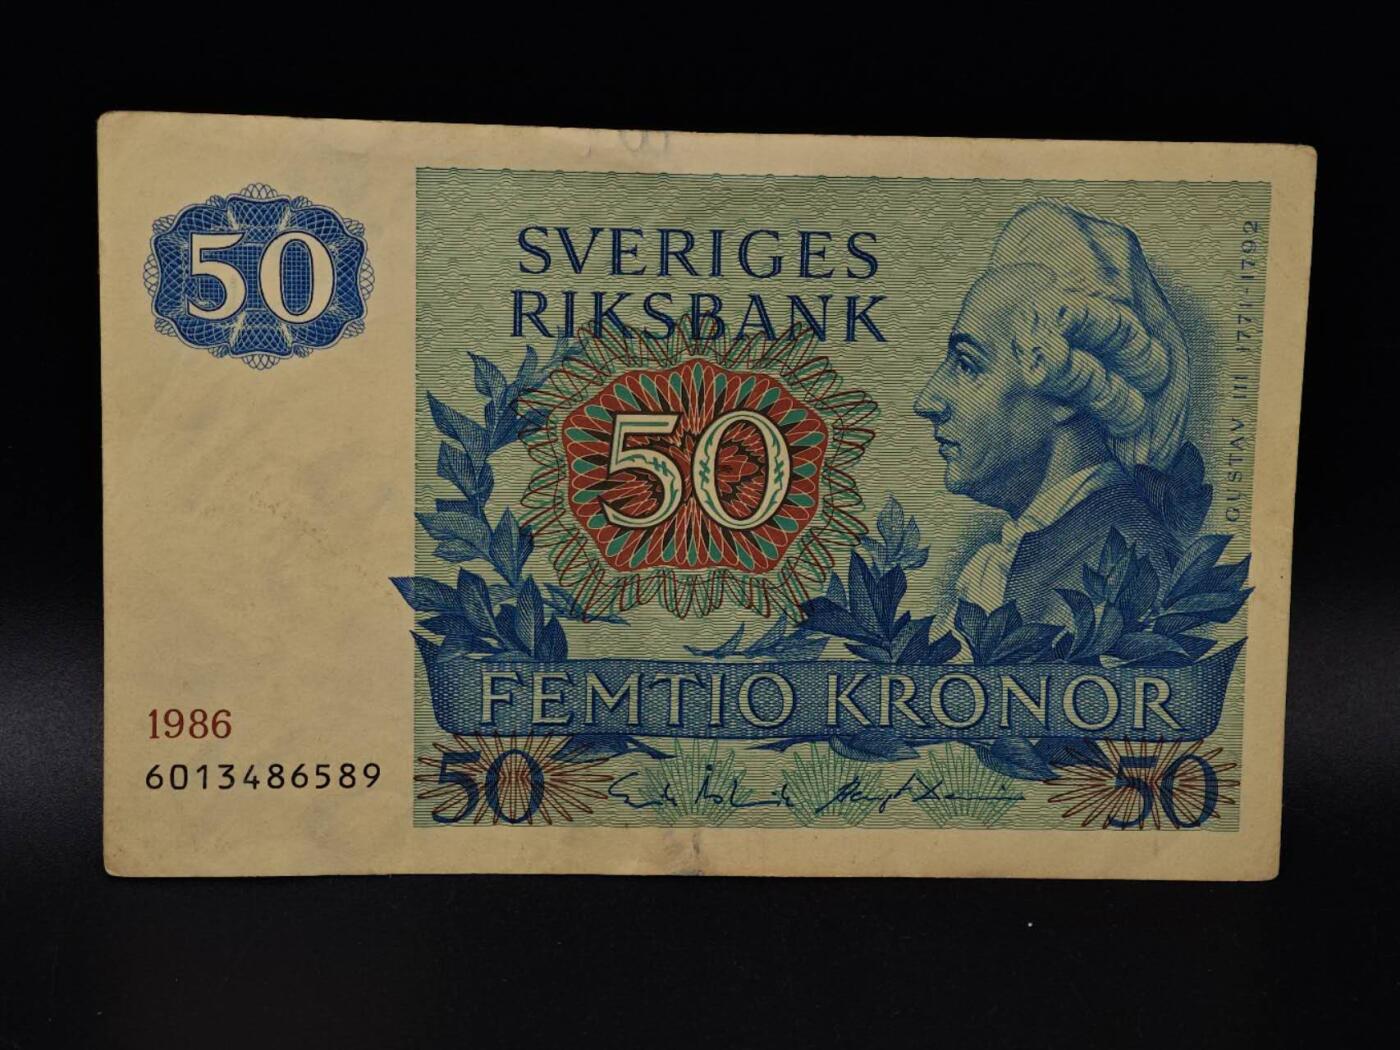 50
SVERIGES
RIKSBANK
50
GUSTAV III 1771-1792
FEMTIO KRONOR
1986
6013486589
50
50